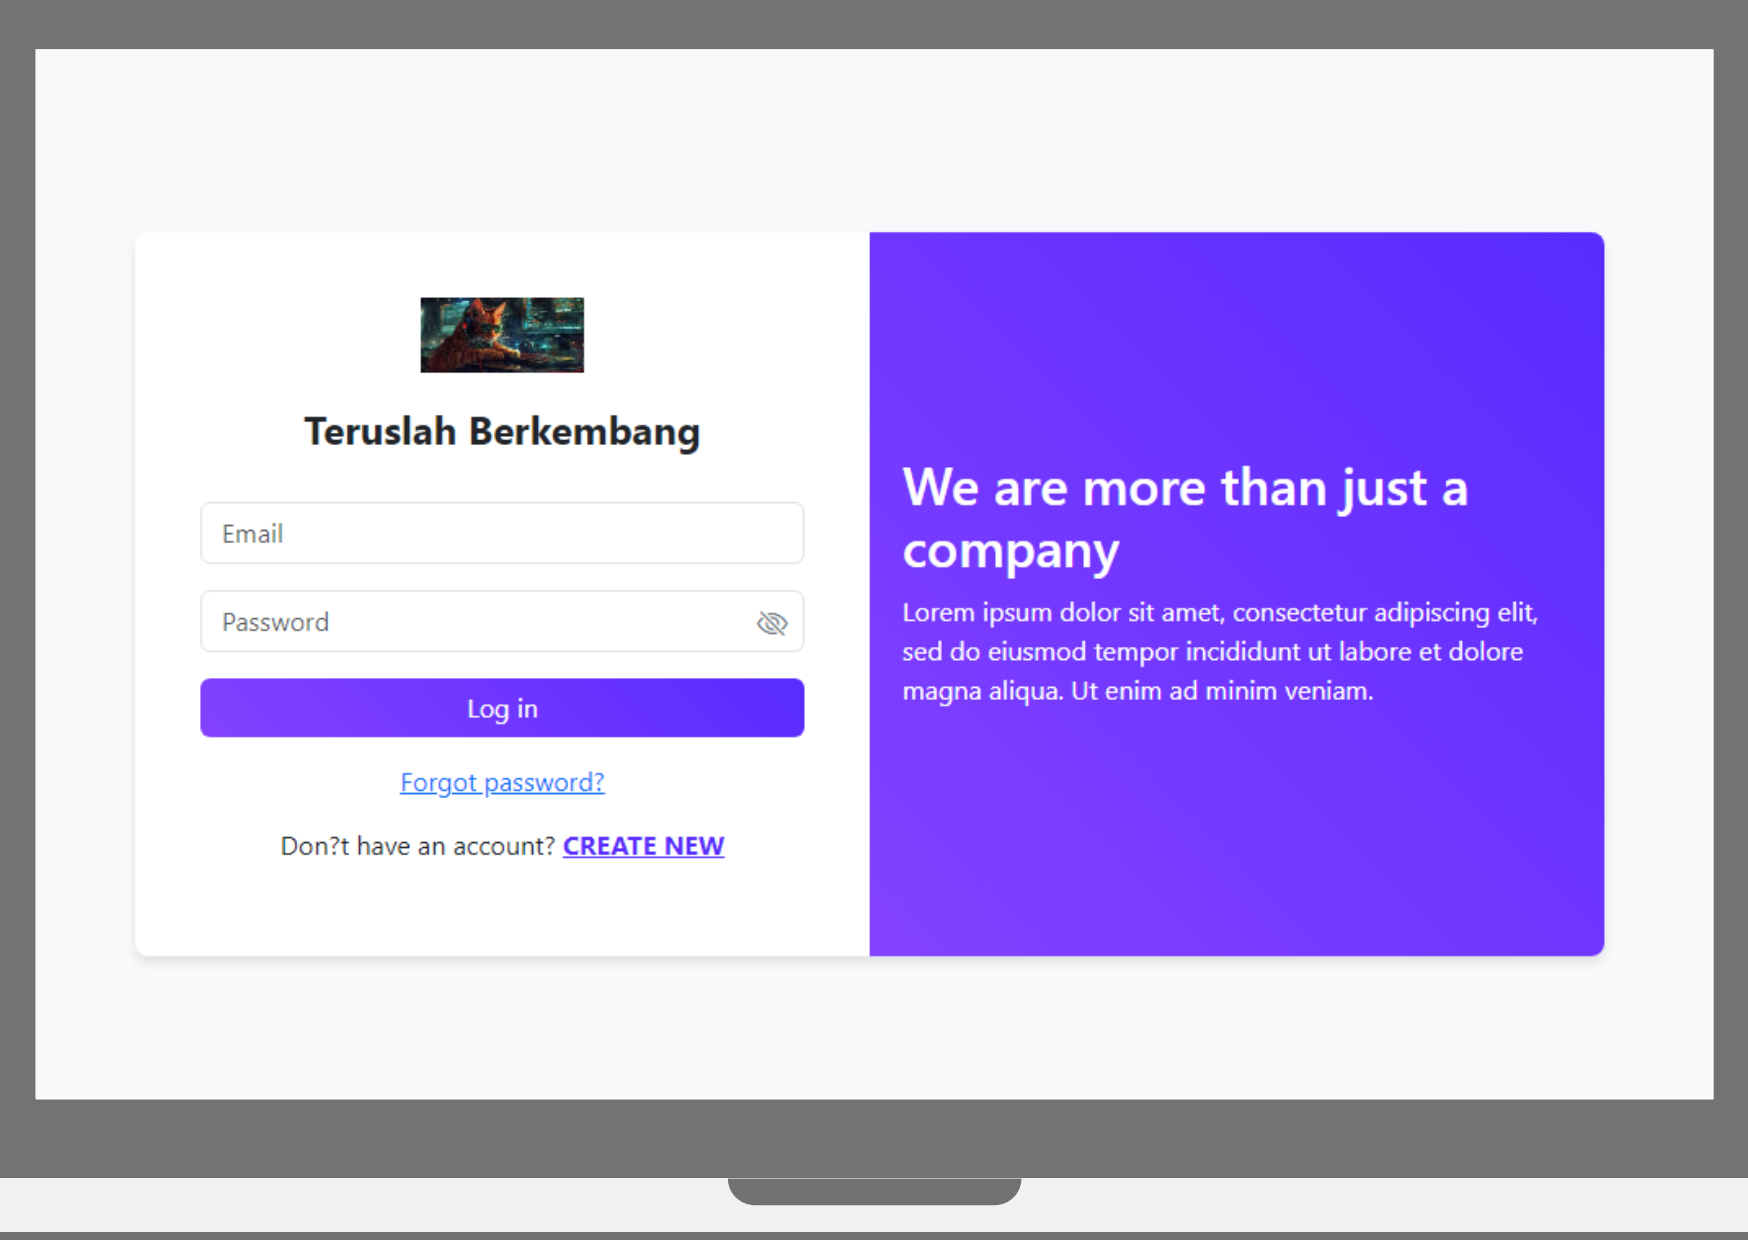 Teruslah Berkembang
Email
Password
Log in
Forgot password?
Don?t have an account? CREATE NEW
We are more than just a
company
Lorem ipsum dolor sit amet, consectetur adipiscing elit,
sed do eiusmod tempor incididunt ut labore et dolore
magna aliqua. Ut enim ad minim veniam.